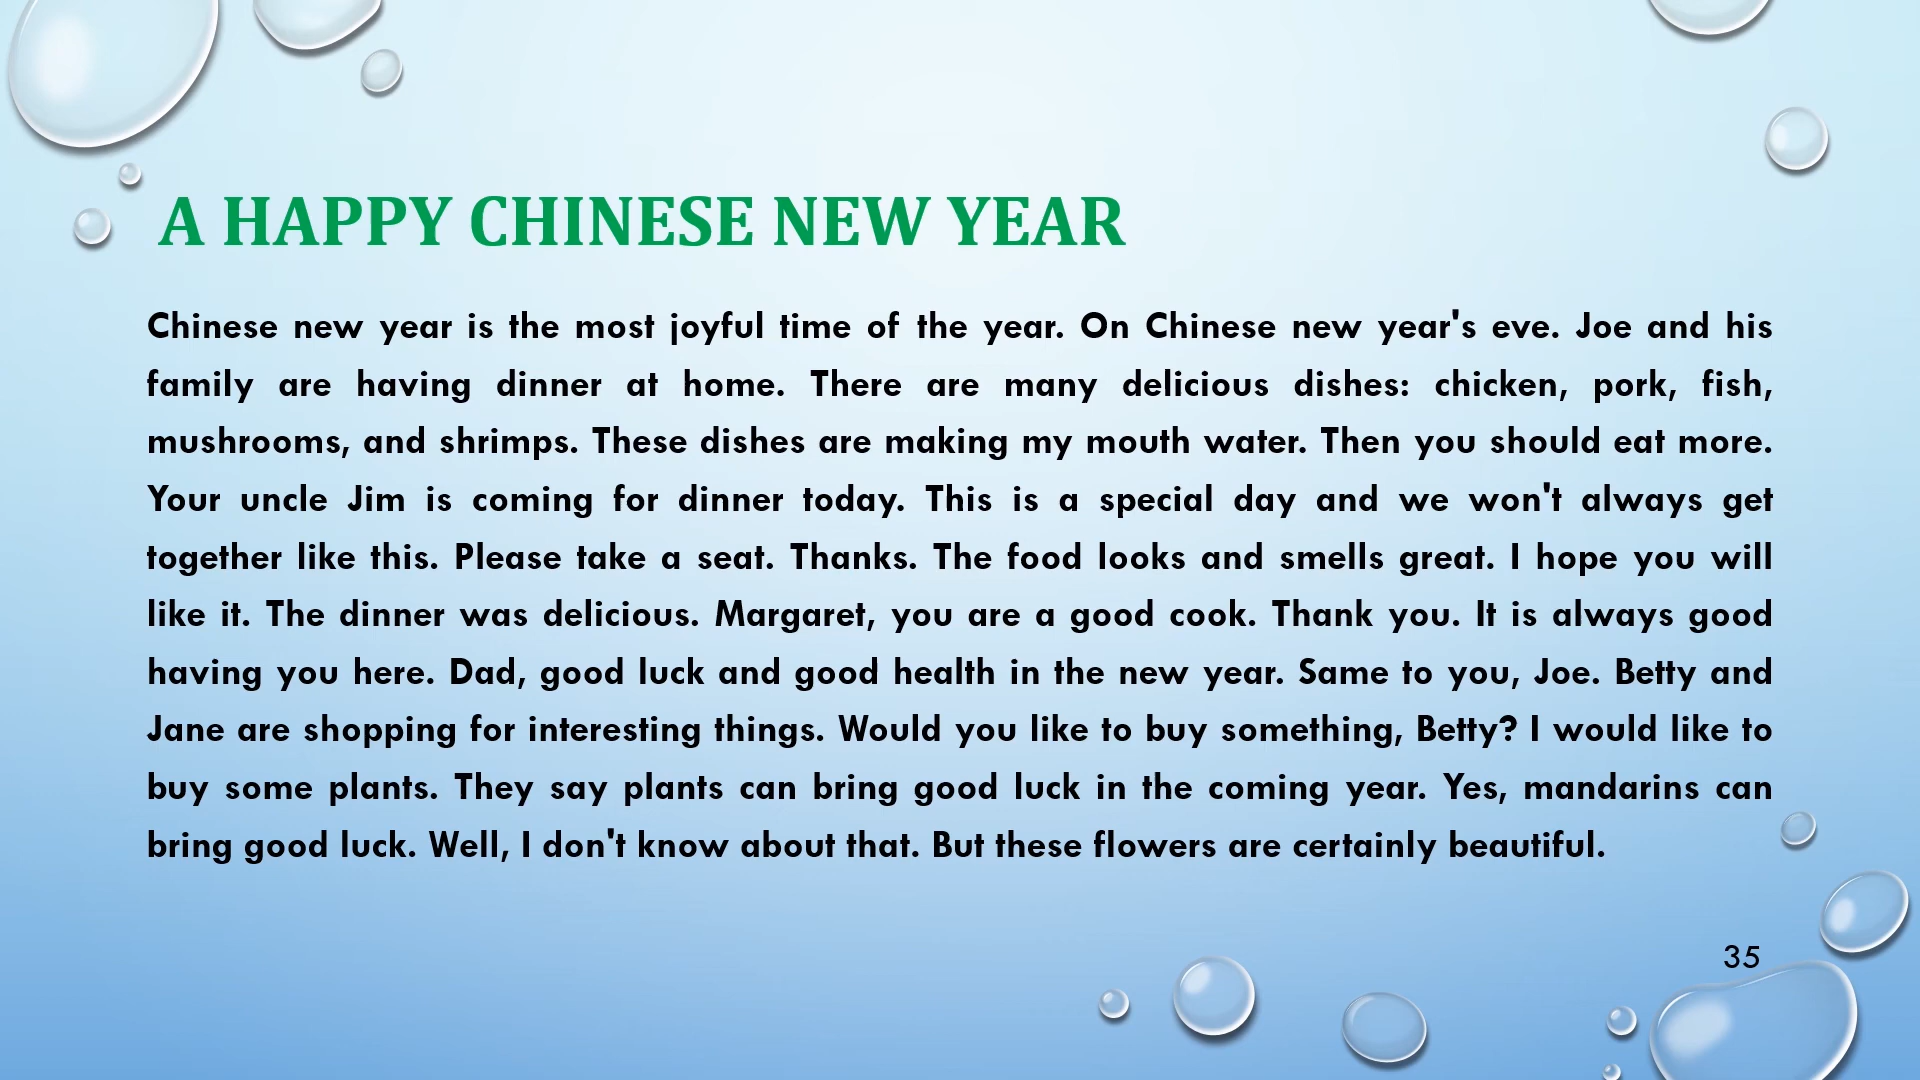 A HAPPY CHINESE NEW YEAR
Chinese new year is the most joyful time of the year. On Chinese new year's eve. Joe and his
family are having dinner at home. There are many delicious dishes: chicken, pork, fish,
mushrooms, and shrimps. These dishes are making my mouth water. Then you should eat more.
Your uncle Jim is coming for dinner today. This is a special day and we won't always get
together like this. Please take a seat. Thanks. The food looks and smells great. I hope you will
like it. The dinner was delicious. Margaret, you are a good cook. Thank you. It is always good
having you here. Dad, good luck and good health in the new year. Same to you, Joe. Betty and
Jane are shopping for interesting things. Would you like to buy something, Betty? I would like to
buy some plants. They say plants can bring good luck in the coming year. Yes, mandarins can
bring good luck. Well, I don't know about that. But these flowers are certainly beautiful.
35